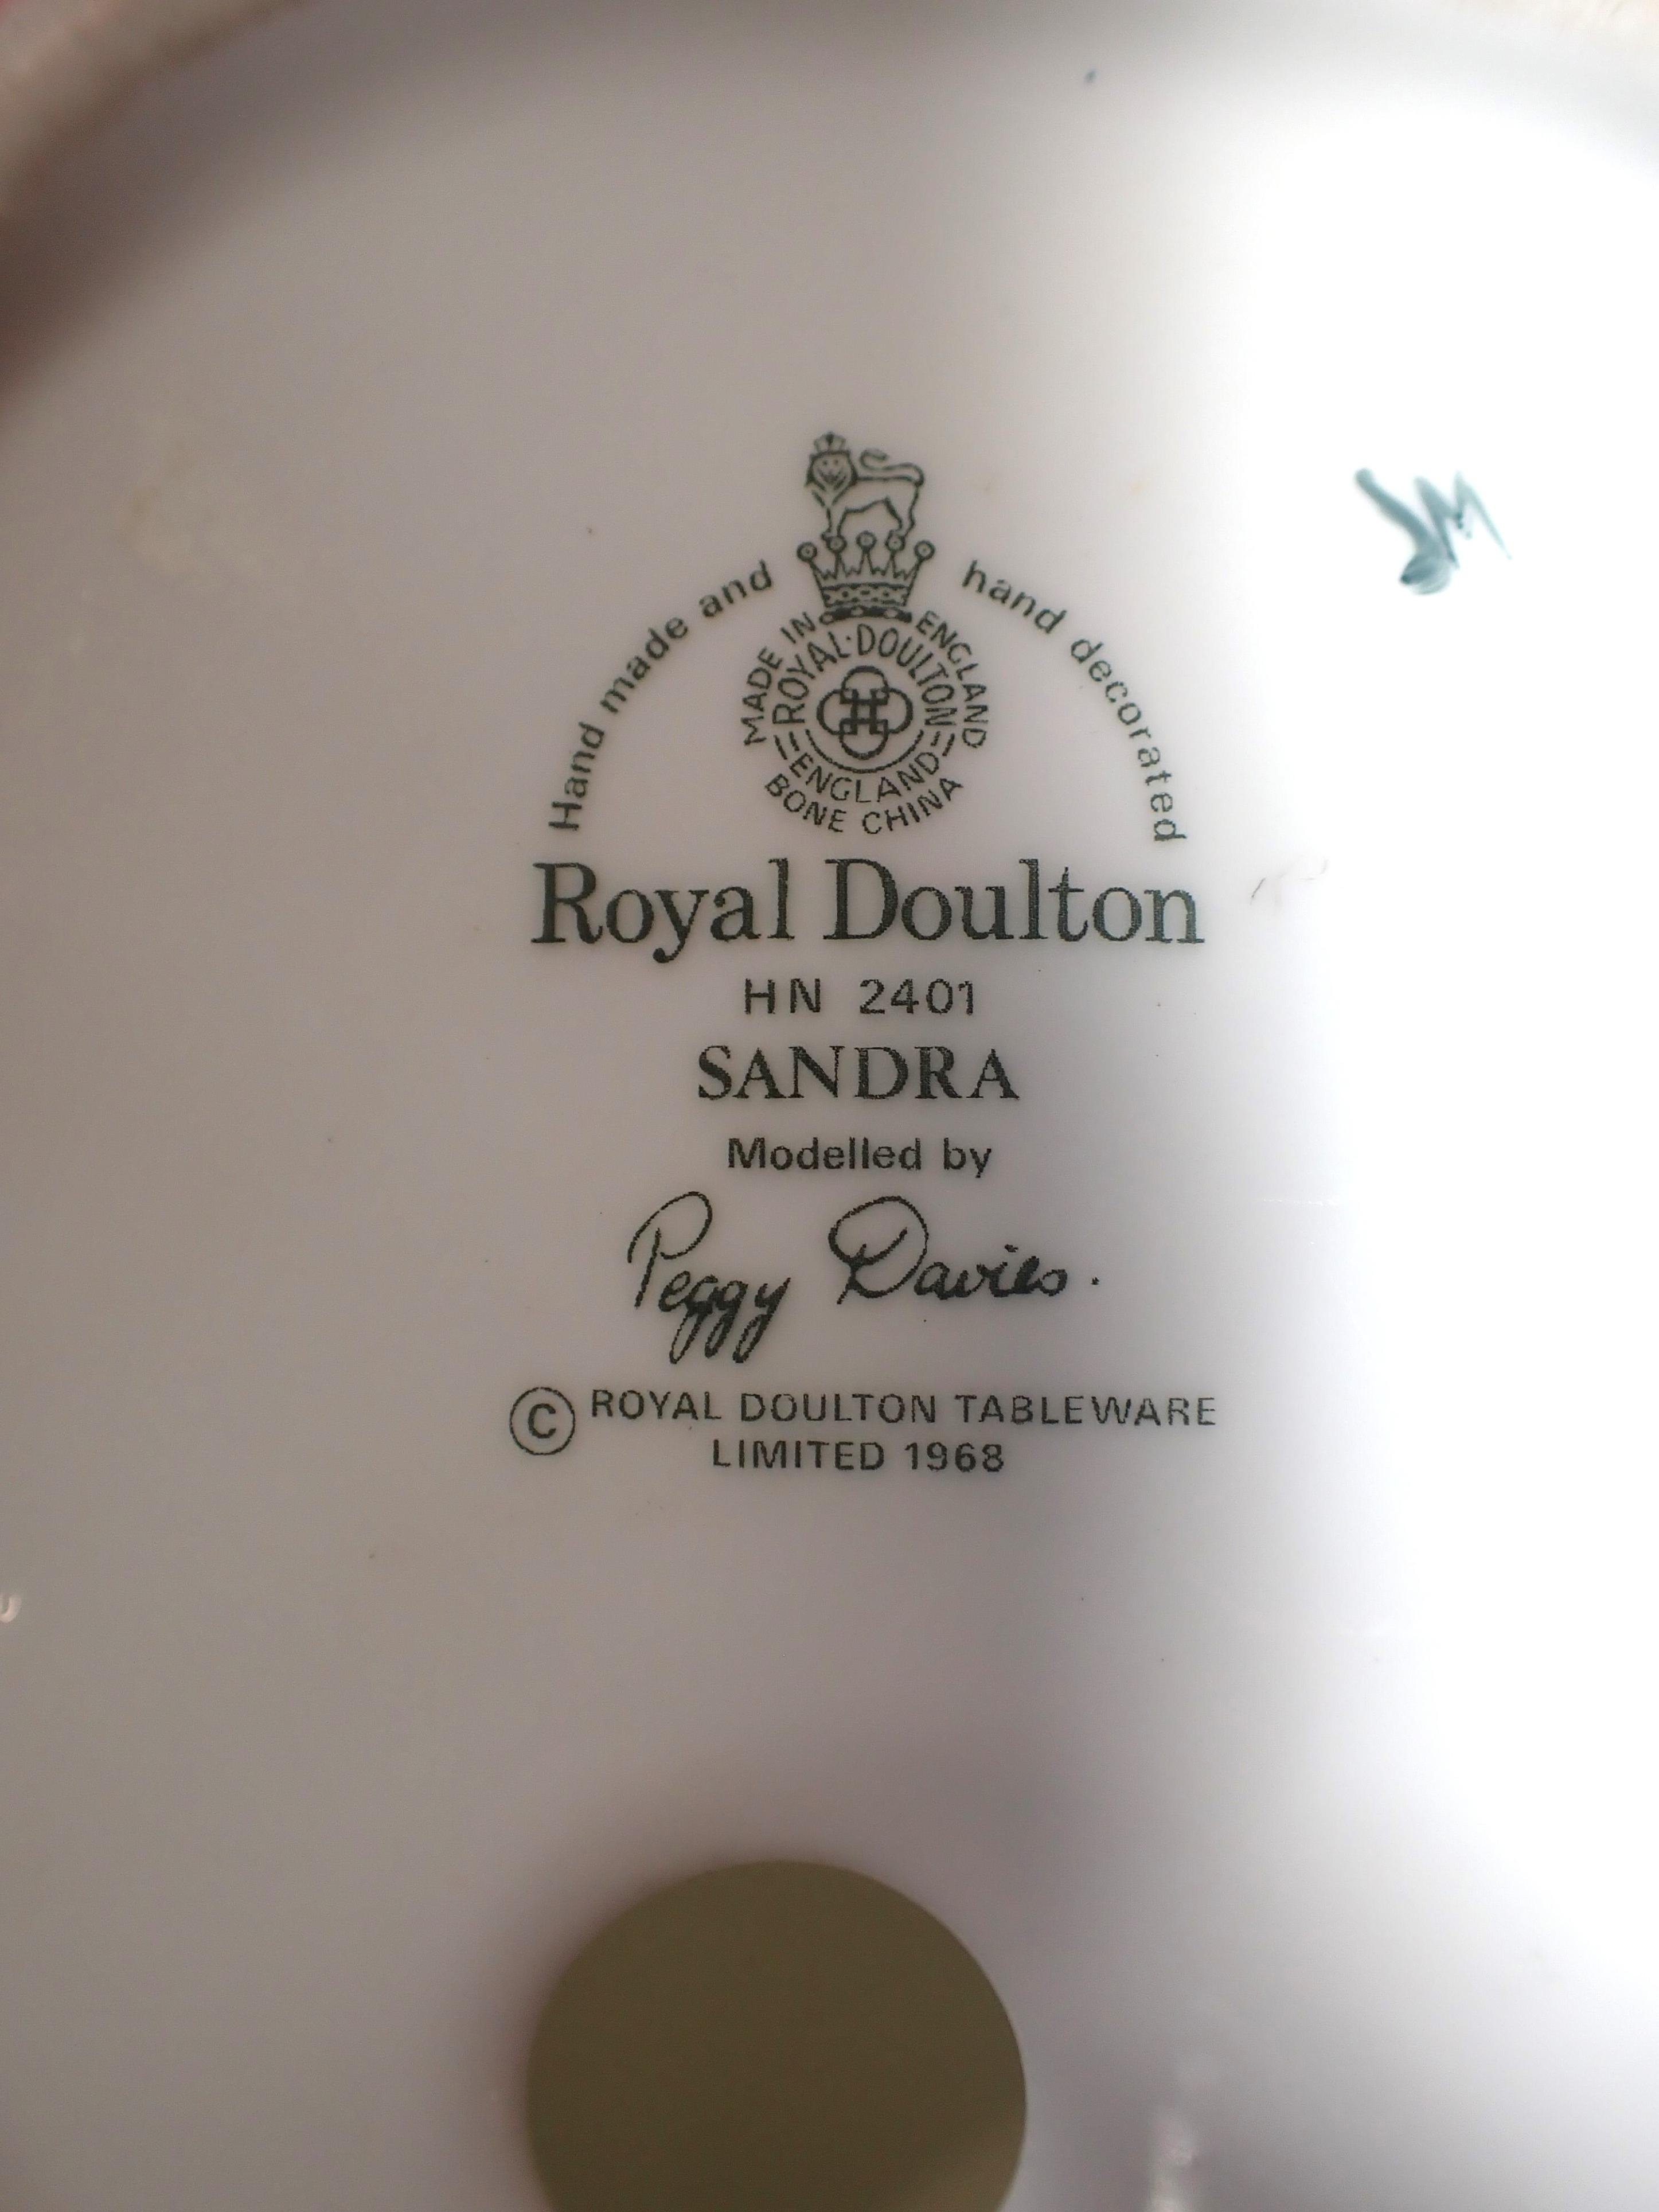 Hand made and hand decorated
MADE IN ENGLAND
ROYAL·DOULTON
ENGLAND
BONE CHINA
Royal Doulton
HN 2401
SANDRA
Modelled by
Peggy Davies.
© ROYAL DOULTON TABLEWARE
LIMITED 1968
JM